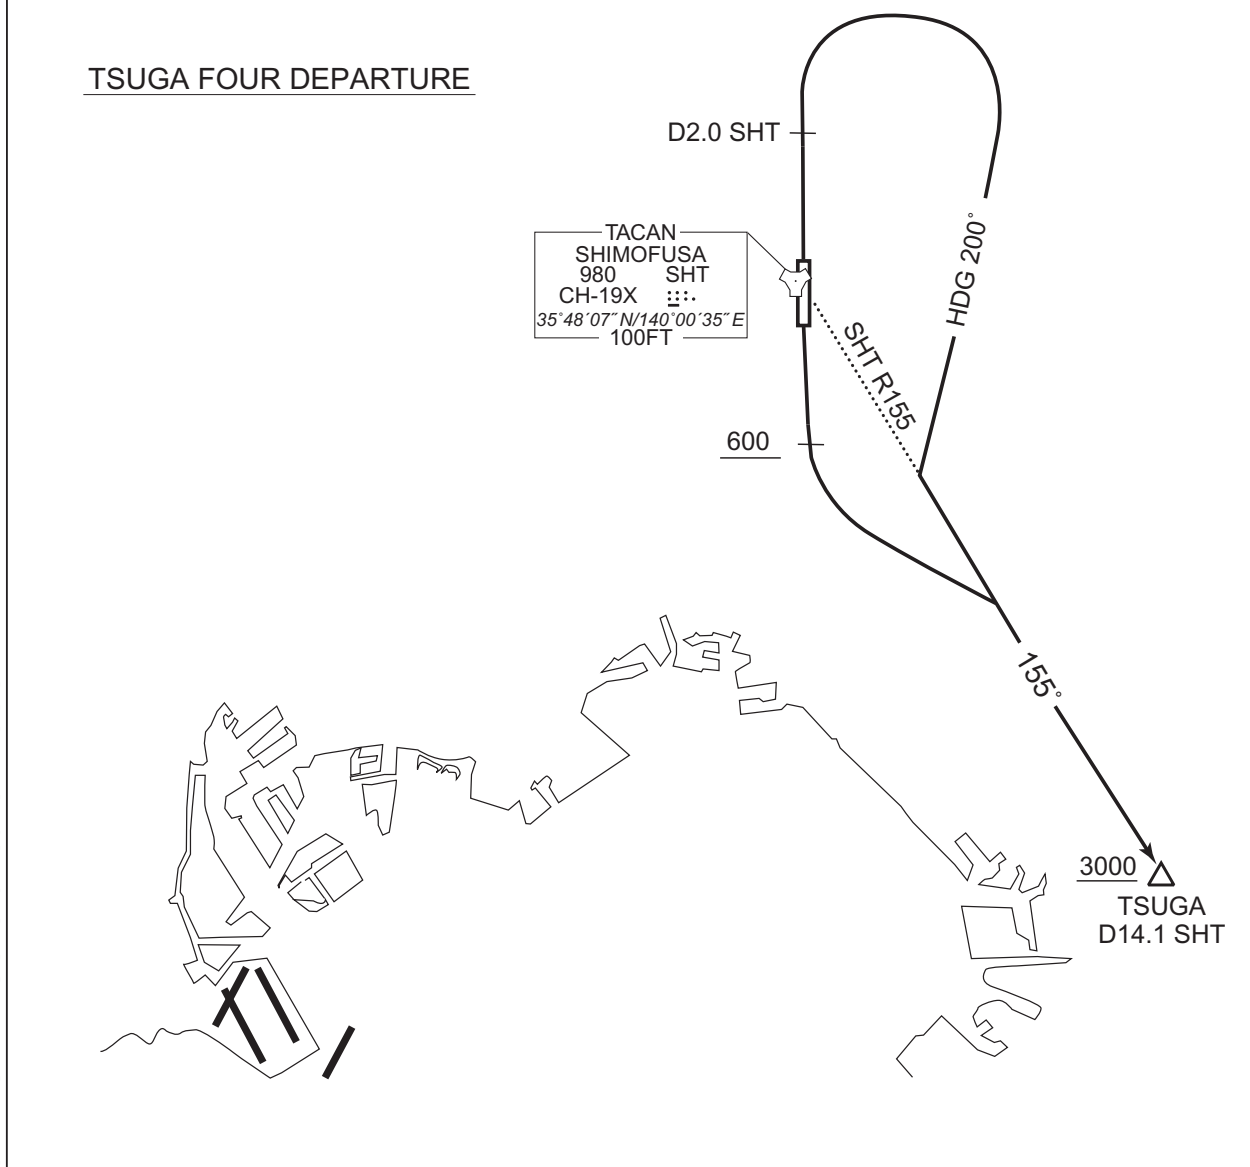 TSUGA FOUR DEPARTURE
D2.0 SHT
TACAN
SHIMOFUSA
980 SHT
CH-19X
35°48′07″N/140°00′35″E
100FT
HDG 200°
SHT R155
600
155°
3000
TSUGA
D14.1 SHT